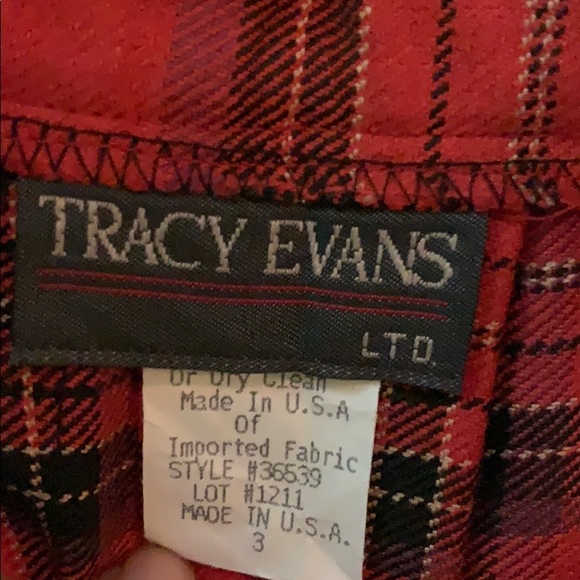 TRACY EVANS
LTD.
Or Dry Clean
Made In U.S.A
Of
Imported Fabric
STYLE #36539
LOT #1211
MADE IN U.S.A.
3